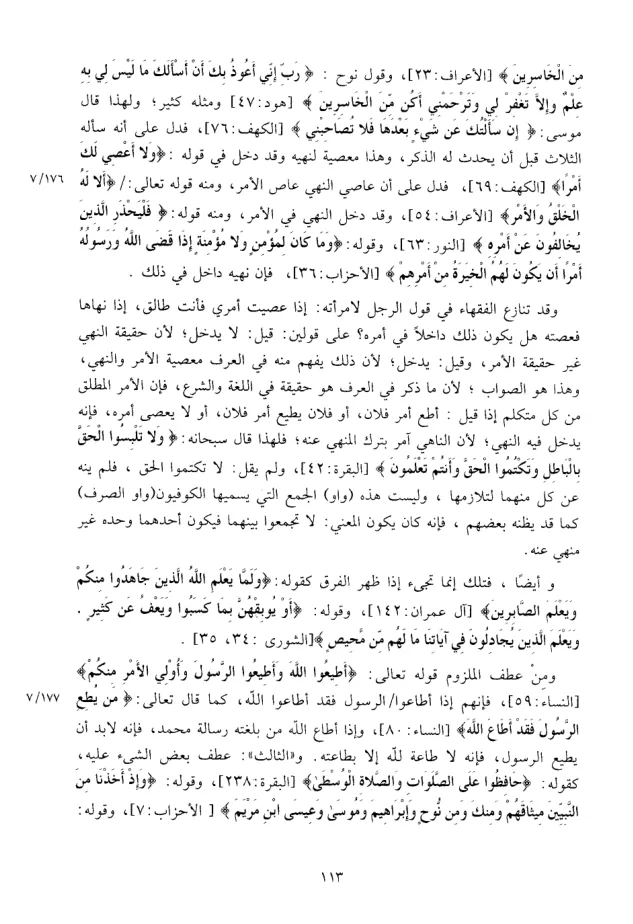 مِنَ الْخَاسِرِينَ ﴾ [الأعراف:٢٣]، وقول نوح : ﴿ رَبِّ إِنِّي أَعُوذُ بِكَ أَنْ أَسْأَلَكَ مَا لَيْسَ لِي بِهِ
عِلْمٌ وَإِلاَّ تَغْفِرْ لِي وَتَرْحَمْنِي أَكُن مِّنَ الْخَاسِرِينَ ﴾ [هود:٤٧] ومثله كثير؛ ولهذا قال
موسى: ﴿ إِن سَأَلْتُكَ عَن شَيْءٍ بَعْدَهَا فَلا تُصَاحِبْنِي ﴾ [الكهف:٧٦]، فدل على أنه سأله
الثلاث قبل أن يحدث له الذكر، وهذا معصية لنهيه وقد دخل في قوله :﴿وَلا أَعْصِي لَكَ
أَمْرًا﴾ [الكهف:٦٩]، فدل على أن عاصي النهي عاص الأمر، ومنه قوله تعالى:/ ﴿أَلا لَهُ ٧/١٧٦
الْخَلْقُ وَالأَمْرُ﴾ [الأعراف:٥٤]، وقد دخل النهي في الأمر، ومنه قوله:﴿ فَلْيَحْذَرِ الَّذِينَ
يُخَالِفُونَ عَنْ أَمْرِهِ ﴾ [النور:٦٣]، وقوله: ﴿وَمَا كَانَ لِمُؤْمِنٍ وَلا مُؤْمِنَةٍ إِذَا قَضَى اللَّهُ وَرَسُولُهُ
أَمْرًا أَن يَكُونَ لَهُمُ الْخِيَرَةُ مِنْ أَمْرِهِمْ ﴾ [الأحزاب:٣٦]، فإن نهيه داخل في ذلك .
وقد تنازع الفقهاء في قول الرجل لامرأته: إذا عصيت أمري فأنت طالق، إذا نهاها
فعصته هل يكون ذلك داخلاً في أمره؟ على قولين: قيل: لا يدخل؛ لأن حقيقة النهي
غير حقيقة الأمر، وقيل: يدخل؛ لأن ذلك يفهم منه في العرف معصية الأمر والنهي،
وهذا هو الصواب ؛ لأن ما ذكر في العرف هو حقيقة في اللغة والشرع، فإن الأمر المطلق
من كل متكلم إذا قيل : أطع أمر فلان، أو فلان يطيع أمر فلان، أو لا يعصى أمره، فإنه
يدخل فيه النهي؛ لأن الناهي آمر بترك المنهي عنه؛ فلهذا قال سبحانه:﴿ وَلا تَلْبِسُوا الْحَقَّ
بِالْبَاطِلِ وَتَكْتُمُوا الْحَقَّ وَأَنتُمْ تَعْلَمُونَ ﴾ [البقرة:٤٢]، ولم يقل: لا تكتموا الحق ، فلم ينه
عن كل منهما لتلازمها ، وليست هذه (واو) الجمع التي يسميها الكوفيون(واو الصرف)
كما قد يظنه بعضهم ، فإنه كان يكون المعني: لا تجمعوا بينهما فيكون أحدهما وحده غير
منهي عنه.
و أيضًا ، فتلك إنما تجىء إذا ظهر الفرق كقوله:﴿وَلَمَّا يَعْلَمِ اللَّهُ الَّذِينَ جَاهَدُوا مِنكُمْ
وَيَعْلَمَ الصَّابِرِينَ﴾ [آل عمران:١٤٢]، وقوله: ﴿أَوْ يُوبِقْهُنَّ بِمَا كَسَبُوا وَيَعْفُ عَن كَثِيرٍ .
وَيَعْلَمَ الَّذِينَ يُجَادِلُونَ فِي آيَاتِنَا مَا لَهُم مِّن مَّحِيصٍ ﴾[الشورى :٣٤، ٣٥] .
ومن عطف الملزوم قوله تعالى: ﴿أَطِيعُوا اللَّهَ وَأَطِيعُوا الرَّسُولَ وَأُوْلِي الأَمْرِ مِنكُمْ﴾
[النساء:٥٩]، فإنهم إذا أطاعوا/ الرسول فقد أطاعوا اللّه، كما قال تعالى:﴿ مَن يُطِعِ ٧/١٧٧
الرَّسُولَ فَقَدْ أَطَاعَ اللَّهَ﴾ [النساء:٨٠]، وإذا أطاع اللّه من بلغته رسالة محمد، فإنه لابد أن
يطيع الرسول، فإنه لا طاعة للّه إلا بطاعته. و«الثالث»: عطف بعض الشىء عليه،
كقوله: ﴿حَافِظُوا عَلَى الصَّلَوَاتِ وَالصَّلاةِ الْوُسْطَىٰ﴾ [البقرة:٢٣٨]، وقوله: ﴿وَإِذْ أَخَذْنَا مِنَ
النَّبِيِّينَ مِيثَاقَهُمْ وَمِنكَ وَمِن نُّوحٍ وَإِبْرَاهِيمَ وَمُوسَىٰ وَعِيسَى ابْنِ مَرْيَمَ ﴾ [ الأحزاب:٧]، وقوله:
١١٣